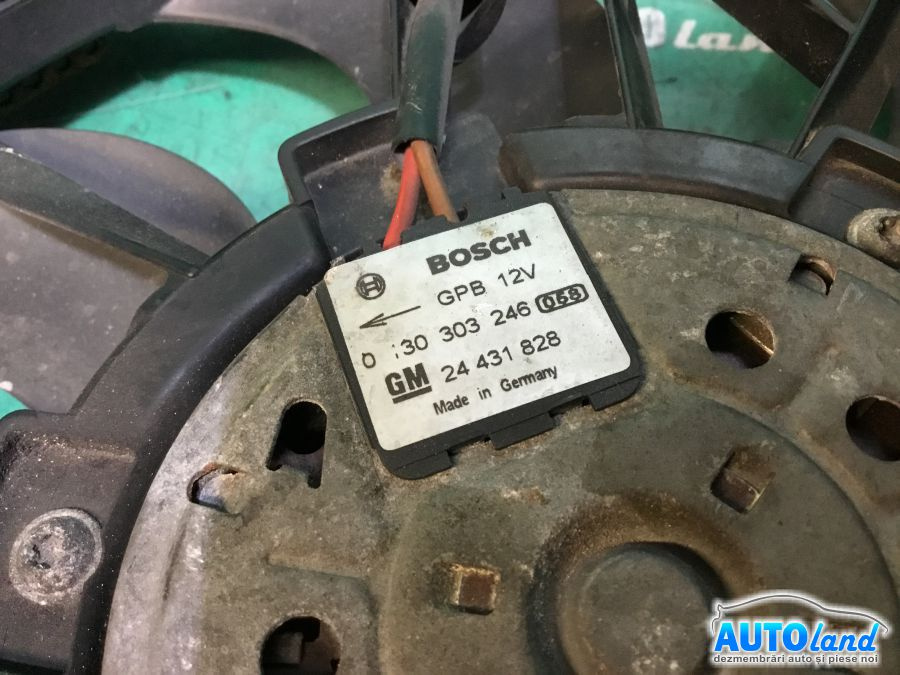 land
BOSCH
GPB 12V
0 130 303 246 058
GM 24 431 828
Made in Germany
AUTOland
dezmembrări auto și piese noi